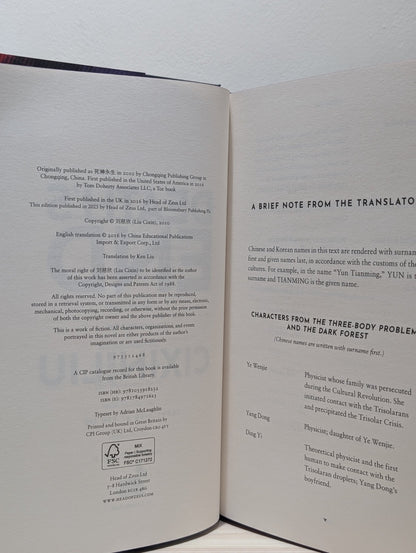 Originally published as 死神永生 in 2010 by Chongqing Publishing Group in
Chongqing, China. First published in the United States of America in 2016
by Tom Doherty Associates LLC, a Tor book
First published in the UK in 2016 by Head of Zeus Ltd
This edition published in 2023 by Head of Zeus Ltd, part of Bloomsbury Publishing Plc
Copyright © 刘慈欣 (Liu Cixin), 2010
English translation © 2016 by China Educational Publications
Import & Export Corp., Ltd
Translation by Ken Liu
The moral right of 刘慈欣 (Liu Cixin) to be identified as the author
of this work has been asserted in accordance with the
Copyright, Designs and Patents Act of 1988.
All rights reserved. No part of this publication may be reproduced,
stored in a retrieval system, or transmitted in any form or by any means, electronic,
mechanical, photocopying, recording, or otherwise, without the prior permission
of both the copyright owner and the above publisher of this book.
This is a work of fiction. All characters, organizations, and events
portrayed in this novel are either products of the author's
imagination or are used fictitiously.
A CIP catalogue record for this book is available
from the British Library.
Typeset by Adrian McLaughlin
Printed and bound in Great Britain by
CPI Group (UK) Ltd, Croydon CR0 4YY
FSC
MIX
Paper | Supporting
responsible forestry
FSC® C171272
Head of Zeus Ltd
5–8 Hardwick Street
London EC1R 4RG
WWW.HEADOFZEUS.COM
A BRIEF NOTE FROM THE TRANSLATO
Chinese and Korean names in this text are rendered with surnam
first and given names last, in accordance with the customs of the
cultures. For example, in the name "Yun Tianming," YUN is t
surname and TIANMING is the given name.
CHARACTERS FROM THE THREE-BODY PROBLEM
AND THE DARK FOREST
(Chinese names are written with surname first.)
Ye Wenjie Physicist whose family was persecuted
during the Cultural Revolution. She
initiated contact with the Trisolarans
and precipitated the Trisolar Crisis.
Yang Dong Physicist; daughter of Ye Wenjie.
Ding Yi Theoretical physicist and the first
human to make contact with the
Trisolaran droplets; Yang Dong's
boyfriend.
v